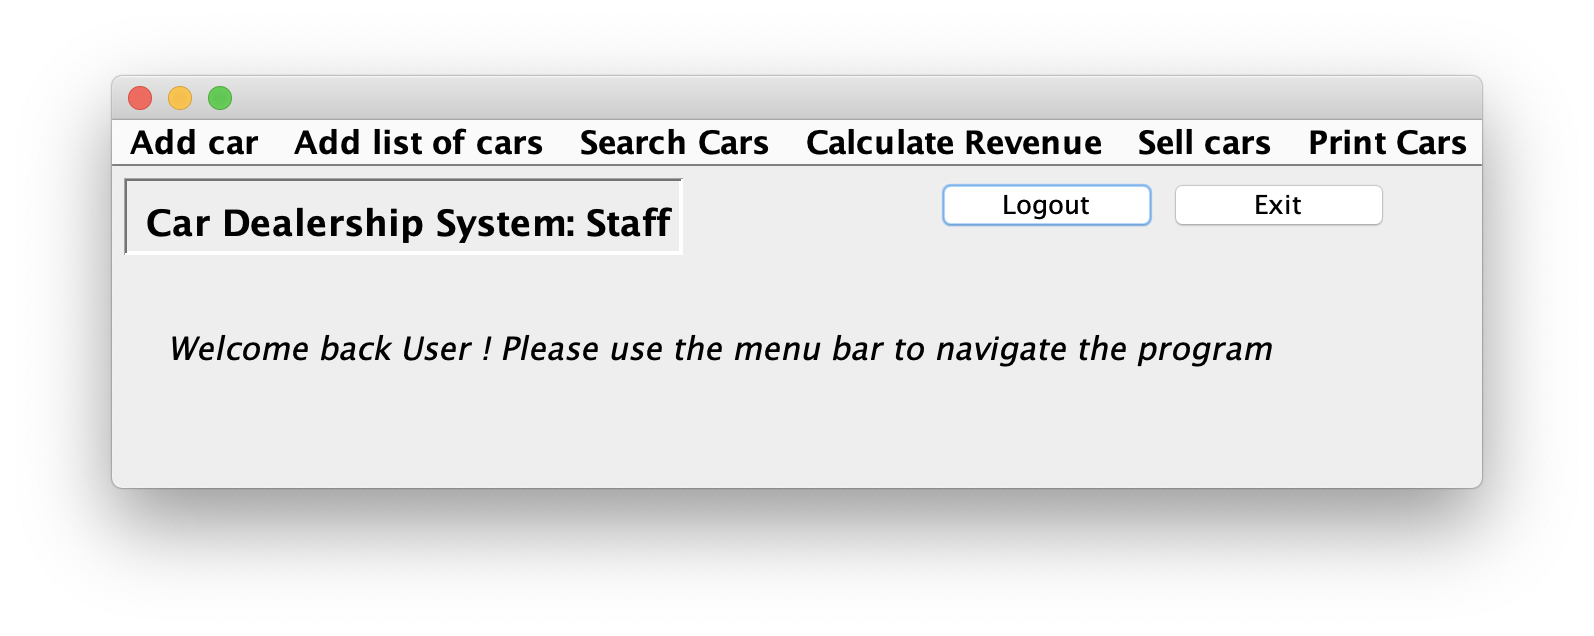 Add car Add list of cars Search Cars Calculate Revenue Sell cars Print Cars
Car Dealership System: Staff
Logout Exit
Welcome back User ! Please use the menu bar to navigate the program